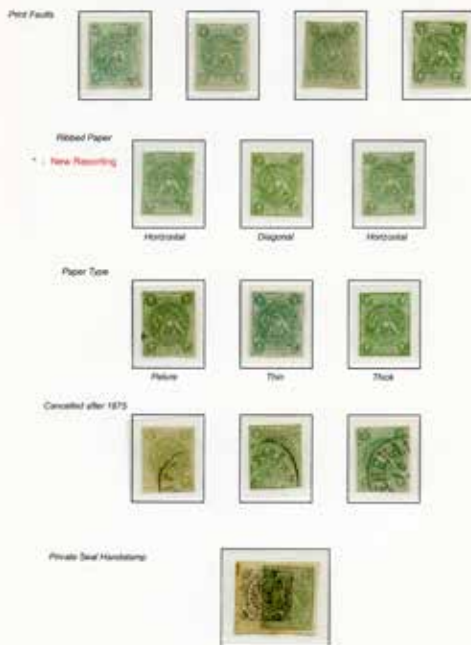 Print Faults
Ribbed Paper
* : New Reporting
Horizontal
Diagonal
Horizontal
Paper Type
Pelure
Thin
Thick
Cancelled after 1875
Private Seal Handstamp